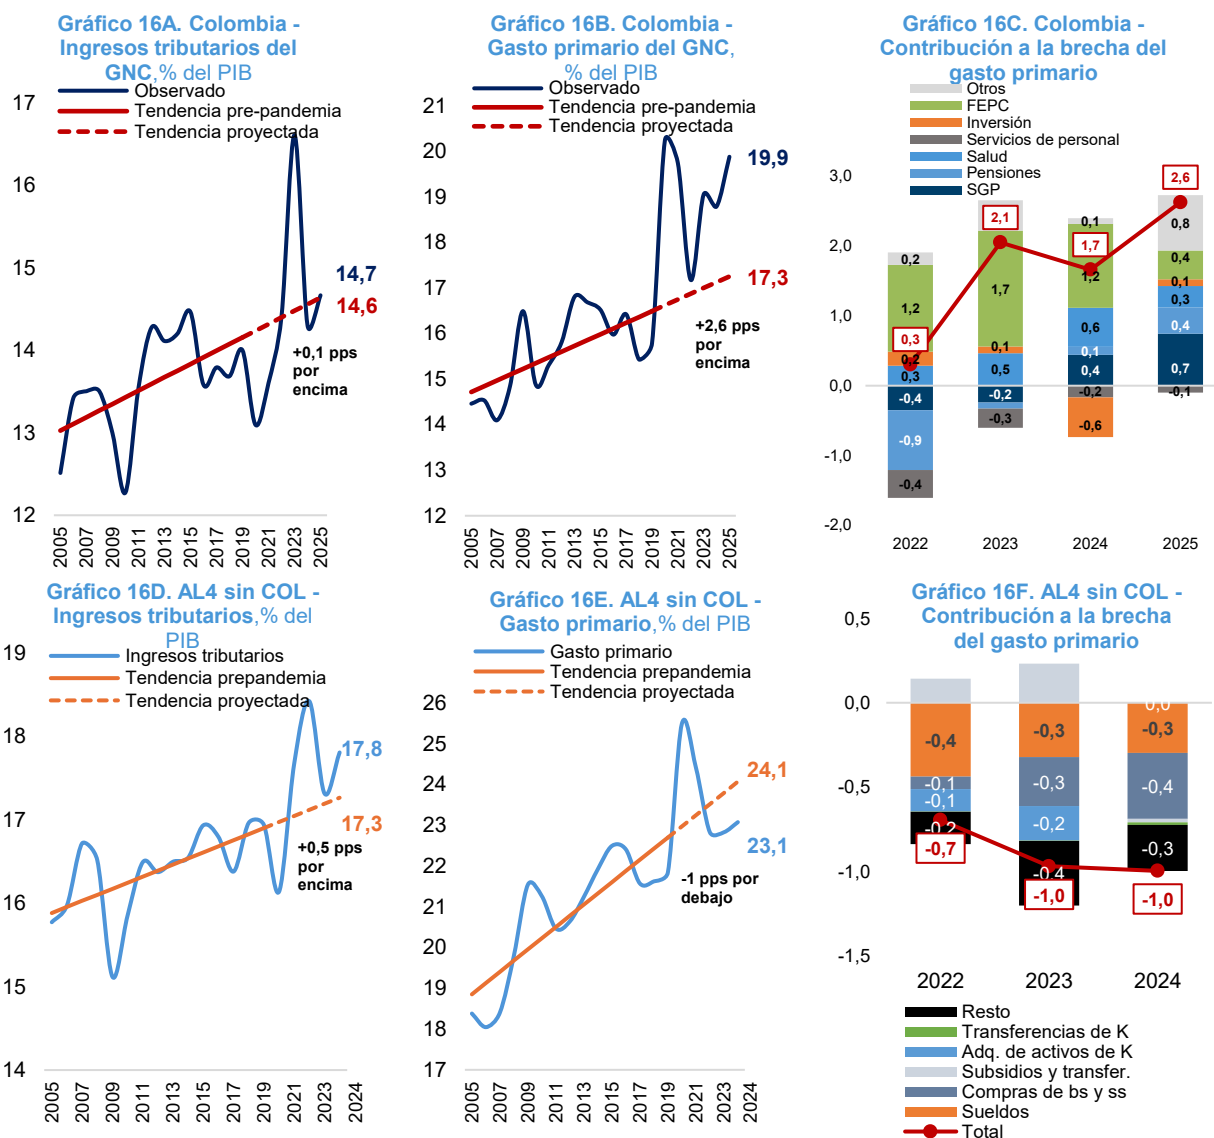 Gráfico 16A. Colombia -
Ingresos tributarios del
GNC,% del PIB
Observado
Tendencia pre-pandemia
Tendencia proyectada
17
16
15
14
13
12
14,7
14,6
+0,1 pps
por
encima
2005
2007
2009
2011
2013
2015
2017
2019
2021
2023
2025
Gráfico 16B. Colombia -
Gasto primario del GNC,
% del PIB
Observado
Tendencia pre-pandemia
Tendencia proyectada
21
20
19
18
17
16
15
14
13
12
19,9
17,3
+2,6 pps
por
encima
2005
2007
2009
2011
2013
2015
2017
2019
2021
2023
2025
Gráfico 16C. Colombia -
Contribución a la brecha del
gasto primario
Otros
FEPC
Inversión
Servicios de personal
Salud
Pensiones
SGP
3,0
2,0
1,0
0,0
-1,0
-2,0
0,2
1,2
0,3
0,2
0,3
-0,4
-0,9
-0,4
2,1
1,7
0,1
0,5
-0,2
-0,3
0,1
1,7
1,2
0,6
0,1
0,4
-0,2
-0,6
2,6
0,8
0,4
0,1
0,3
0,4
0,7
-0,1
2022
2023
2024
2025
Gráfico 16D. AL4 sin COL -
Ingresos tributarios,% del
PIB
Ingresos tributarios
Tendencia prepandemia
Tendencia proyectada
19
18
17
16
15
14
17,8
17,3
+0,5 pps
por
encima
2005
2007
2009
2011
2013
2015
2017
2019
2021
2023
2024
Gráfico 16E. AL4 sin COL -
Gasto primario,% del PIB
Gasto primario
Tendencia prepandemia
Tendencia proyectada
26
25
24
23
22
21
20
19
18
17
24,1
23,1
-1 pps por
debajo
2005
2007
2009
2011
2013
2015
2017
2019
2021
2023
2024
Gráfico 16F. AL4 sin COL -
Contribución a la brecha
del gasto primario
0,5
0,0
-0,5
-1,0
-1,5
-0,4
-0,1
-0,1
-0,2
-0,7
-0,3
-0,3
-0,2
-0,4
-1,0
0,0
-0,3
-0,4
-0,3
-1,0
2022
2023
2024
Resto
Transferencias de K
Adq. de activos de K
Subsidios y transfer.
Compras de bs y ss
Sueldos
Total